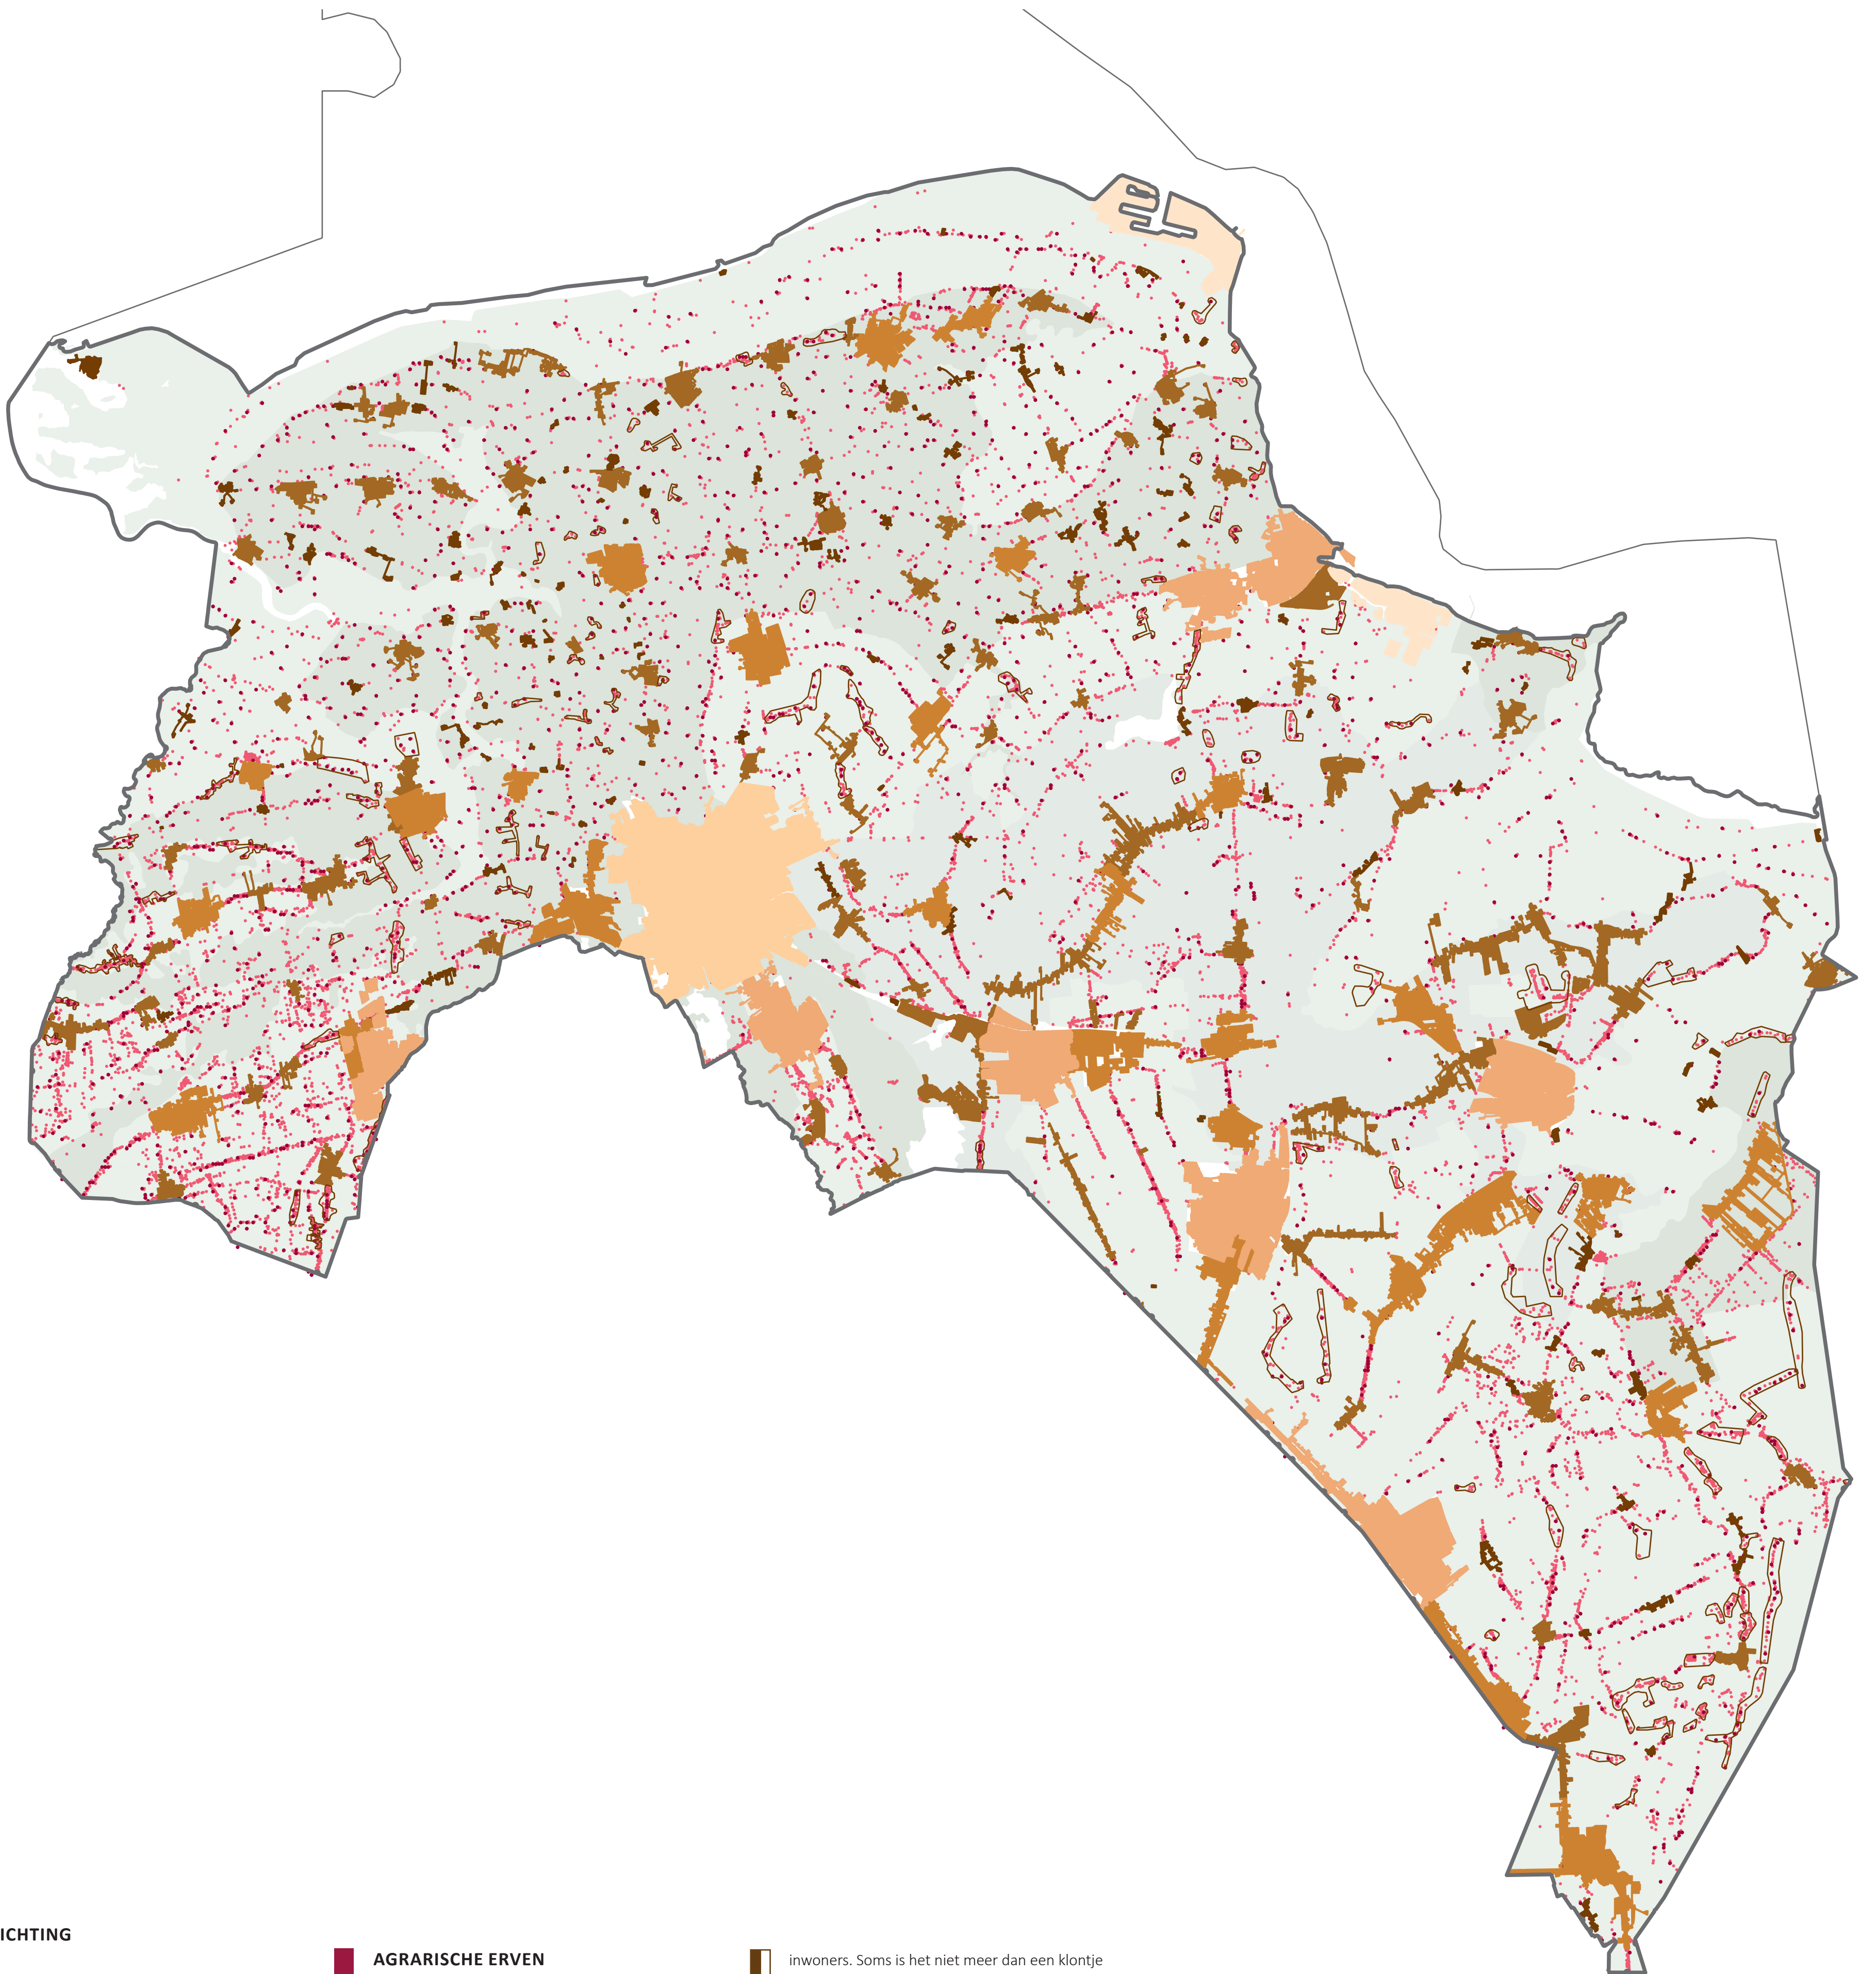 ICHTING
AGRARISCHE ERVEN
inwoners. Soms is het niet meer dan een klontje